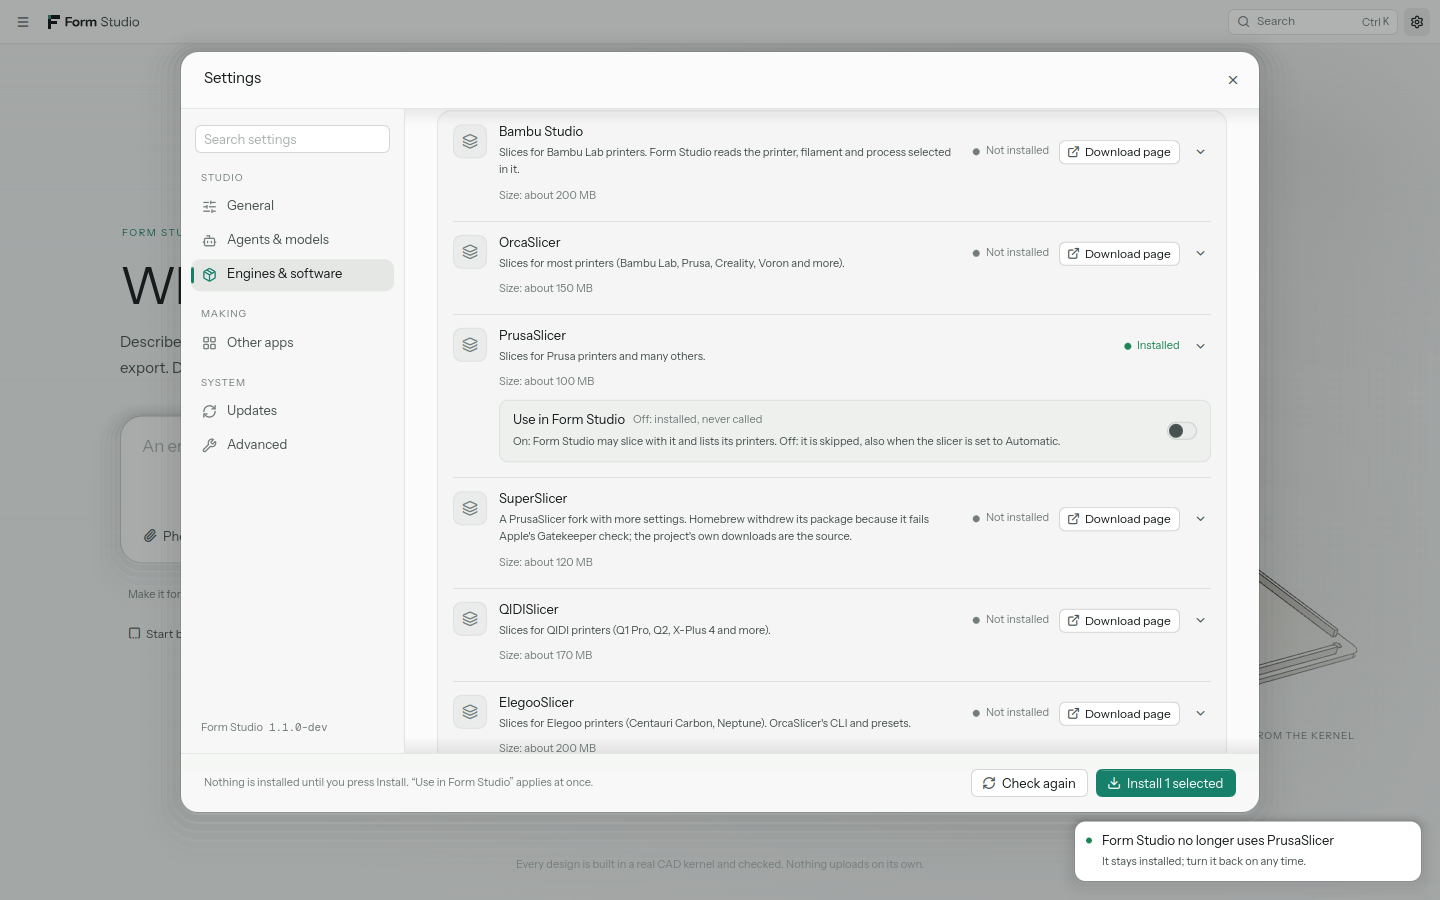 Form Studio
Search
Ctrl K
Settings
Search settings
STUDIO
General
Agents & models
Engines & software
MAKING
Other apps
SYSTEM
Updates
Advanced
Form Studio 1.1.0-dev
Bambu Studio
Slices for Bambu Lab printers. Form Studio reads the printer, filament and process selected
in it.
Size: about 200 MB
Not installed
Download page
OrcaSlicer
Slices for most printers (Bambu Lab, Prusa, Creality, Voron and more).
Size: about 150 MB
Not installed
Download page
PrusaSlicer
Slices for Prusa printers and many others.
Size: about 100 MB
Installed
Use in Form Studio Off: installed, never called
On: Form Studio may slice with it and lists its printers. Off: it is skipped, also when the slicer is set to Automatic.
SuperSlicer
A PrusaSlicer fork with more settings. Homebrew withdrew its package because it fails
Apple's Gatekeeper check; the project's own downloads are the source.
Size: about 120 MB
Not installed
Download page
QIDISlicer
Slices for QIDI printers (Q1 Pro, Q2, X-Plus 4 and more).
Size: about 170 MB
Not installed
Download page
ElegooSlicer
Slices for Elegoo printers (Centauri Carbon, Neptune). OrcaSlicer's CLI and presets.
Size: about 200 MB
Not installed
Download page
Nothing is installed until you press Install. “Use in Form Studio” applies at once.
Check again
Install 1 selected
FORM STU
Describe
export. D
An
Make it for
Start b
ROM THE KERNEL
Every design is built in a real CAD kernel and checked. Nothing uploads on its own.
Form Studio no longer uses PrusaSlicer
It stays installed; turn it back on any time.